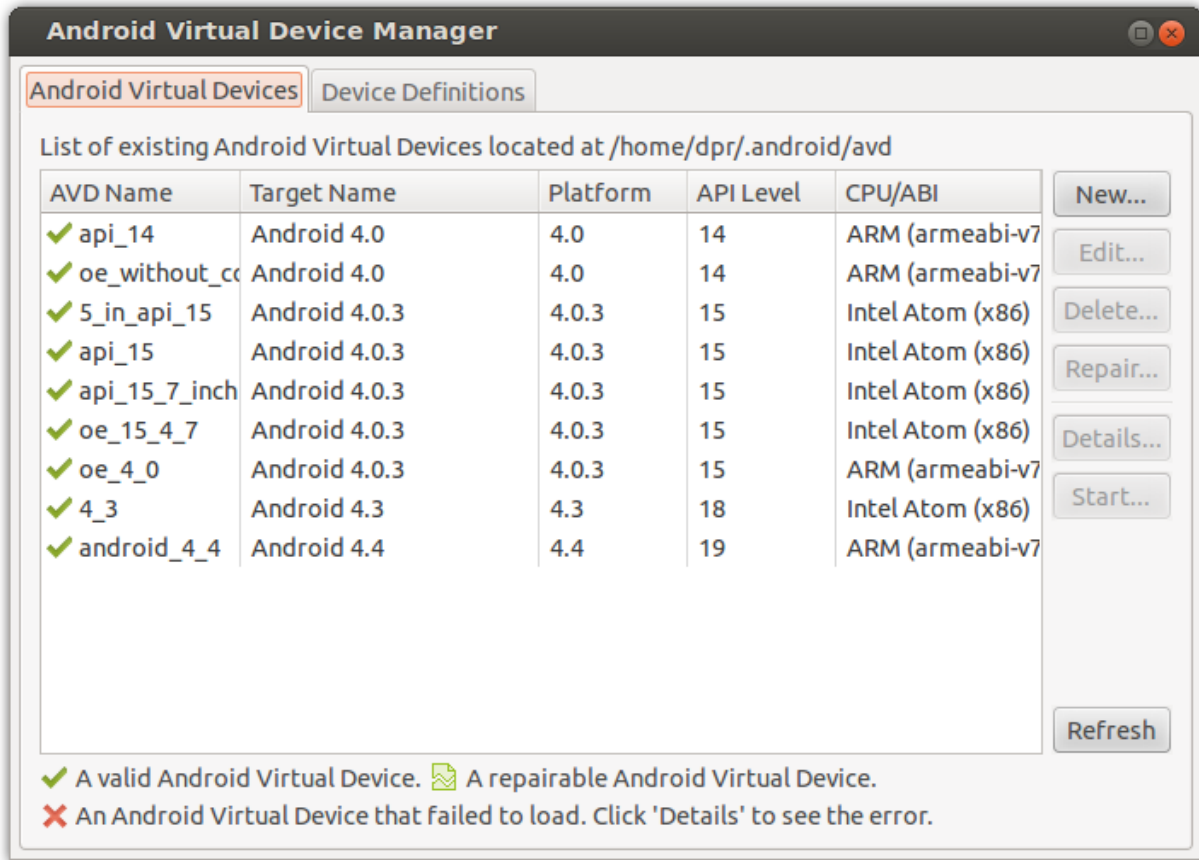 Android Virtual Device Manager
Android Virtual Devices Device Definitions
List of existing Android Virtual Devices located at /home/dpr/.android/avd
AVD Name Target Name Platform API Level CPU/ABI New...
api_14 Android 4.0 4.0 14 ARM (armeabi-v7
Edit...
oe_without_co Android 4.0 4.0 14 ARM (armeabi-v7
5_in_api_15 Android 4.0.3 4.0.3 15 Intel Atom (x86) Delete...
api_15 Android 4.0.3 4.0.3 15 Intel Atom (x86)
Repair...
api_15_7_inch Android 4.0.3 4.0.3 15 Intel Atom (x86)
oe_15_4_7 Android 4.0.3 4.0.3 15 Intel Atom (x86) Details...
oe_4_0 Android 4.0.3 4.0.3 15 ARM (armeabi-v7
4_3 Android 4.3 4.3 18 Intel Atom (x86) Start...
android_4_4 Android 4.4 4.4 19 ARM (armeabi-v7
Refresh
A valid Android Virtual Device. A repairable Android Virtual Device.
An Android Virtual Device that failed to load. Click 'Details' to see the error.